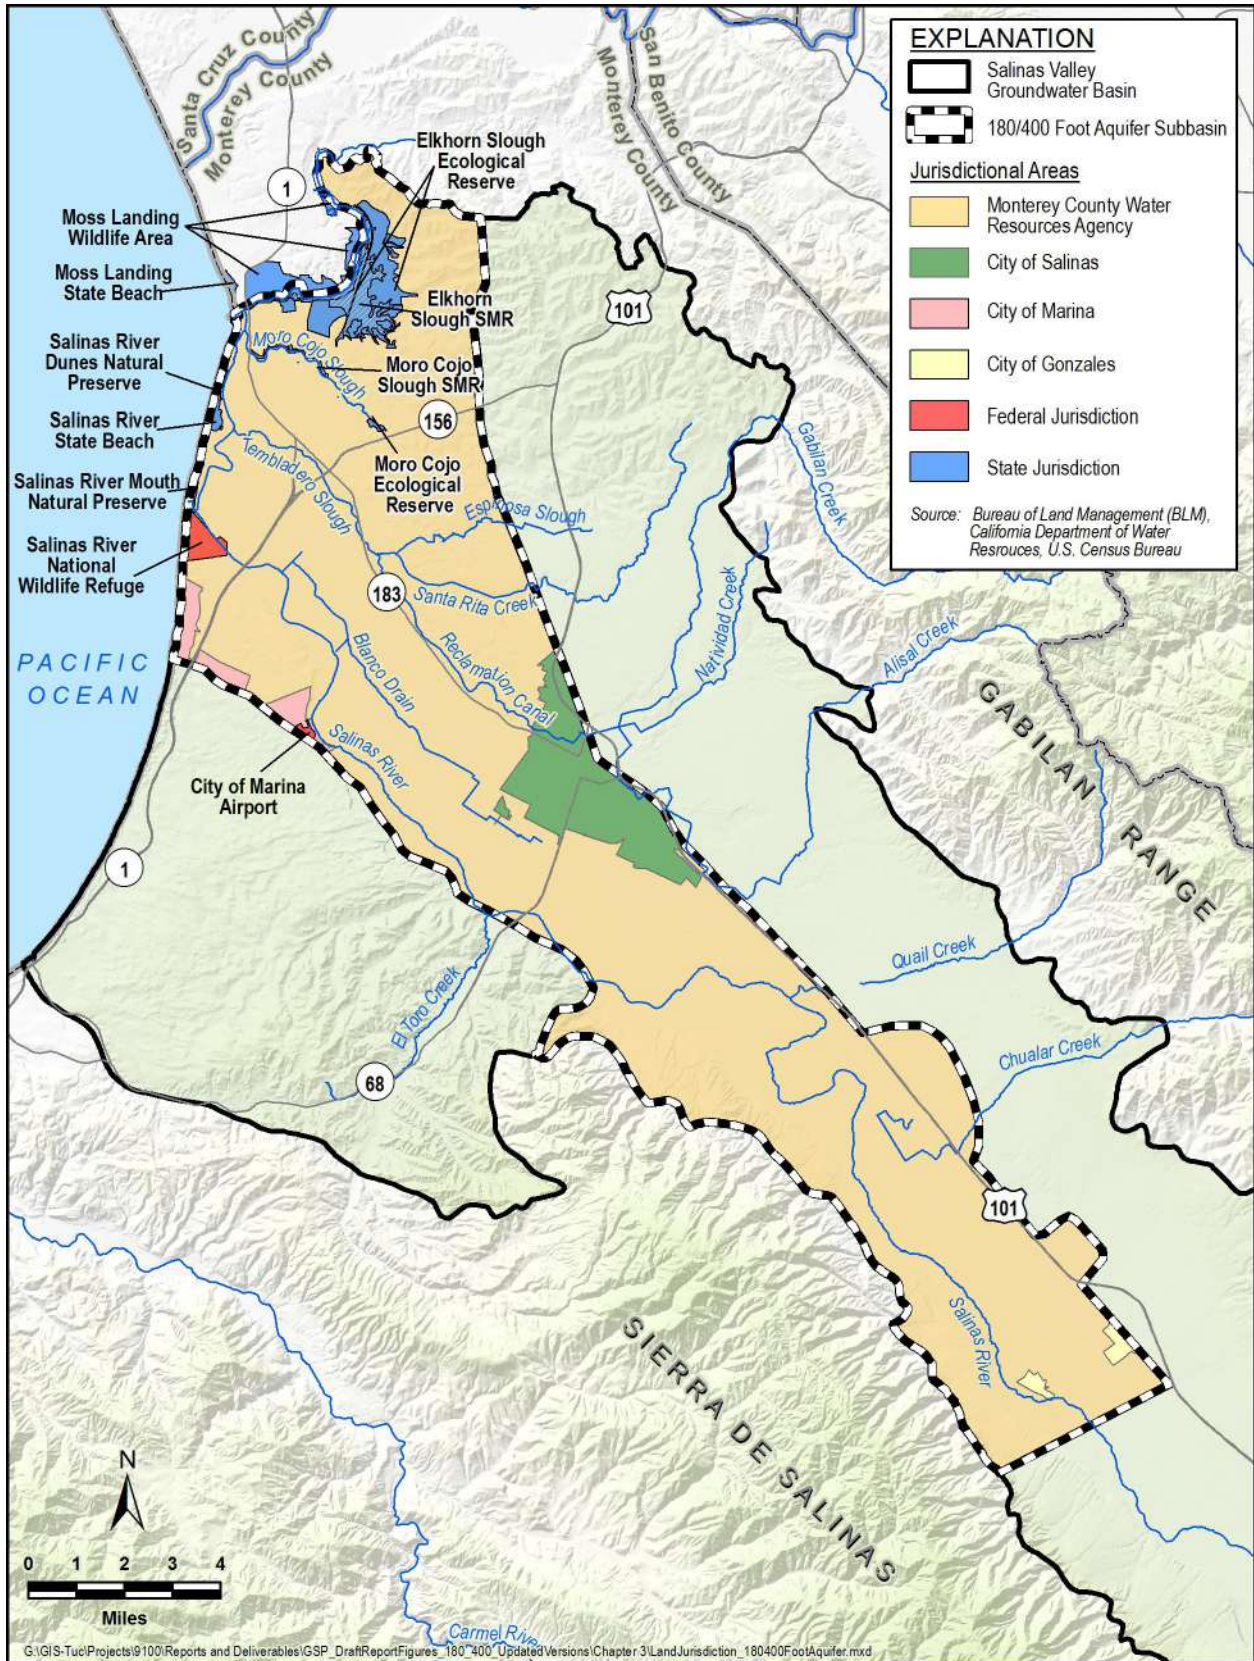 Santa Cruz County
Monterey County
San Benito County
Monterey County
EXPLANATION
Salinas Valley
Groundwater Basin
180/400 Foot Aquifer Subbasin
Jurisdictional Areas
Monterey County Water
Resources Agency
City of Salinas
City of Marina
City of Gonzales
Federal Jurisdiction
State Jurisdiction
Source: Bureau of Land Management (BLM),
California Department of Water
Resrouces, U.S. Census Bureau
Elkhorn Slough
Ecological
Reserve
1
Moss Landing
Wildlife Area
Moss Landing
State Beach
Elkhorn
Slough SMR
101
Salinas River
Dunes Natural
Preserve
Moro Cojo Slough
Moro Cojo
Slough SMR
156
Salinas River
State Beach
Tembladero Slough
Moro Cojo
Ecological
Reserve
Gabilan Creek
Salinas River Mouth
Natural Preserve
Espinosa Slough
Salinas River
National
Wildlife Refuge
183
Santa Rita Creek
Natividad Creek
Alisal Creek
PACIFIC
OCEAN
Blanco Drain
Reclamation Canal
GABILAN
RANGE
Salinas River
City of Marina
Airport
1
Quail Creek
El Toro Creek
68
Chualar Creek
101
Salinas River
SIERRA DE SALINAS
N
0 1 2 3 4
Miles
Carmel River
G:\GIS-Tuc\Projects\9100\Reports and Deliverables\GSP_DraftReportFigures_180_400_UpdatedVersions\Chapter 3\LandJurisdiction_180400FootAquifer.mxd